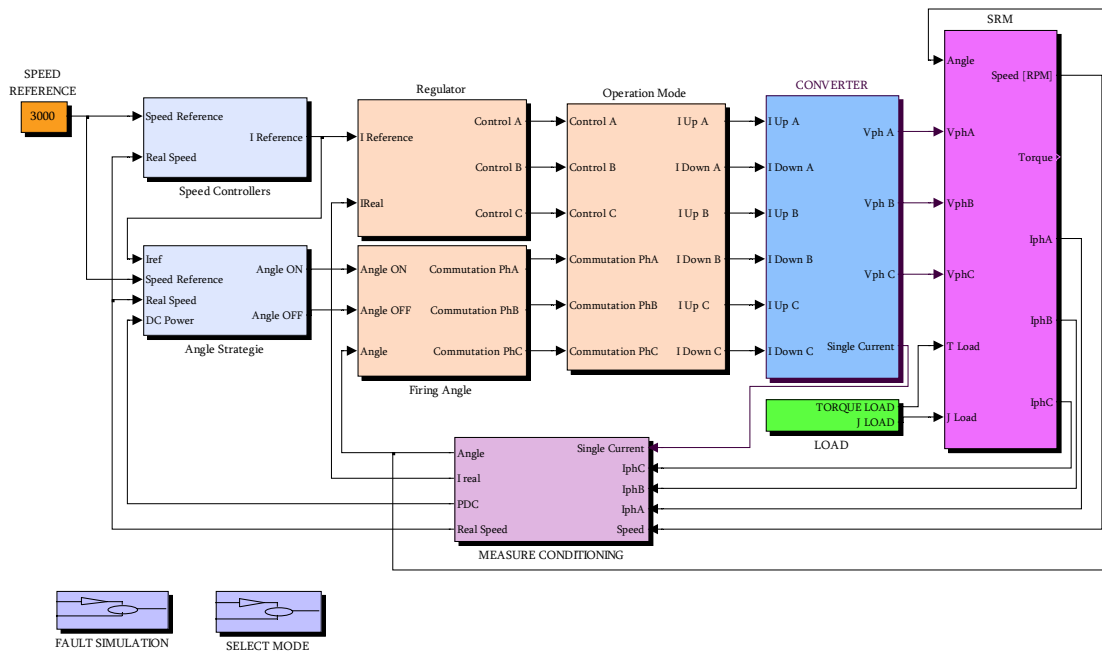 SPEED
REFERENCE
3000
Speed Reference
Real Speed
I Reference
Speed Controllers
Iref
Speed Reference
Real Speed
DC Power
Angle ON
Angle OFF
Angle Strategie
Regulator
I Reference
IReal
Control A
Control B
Control C
Angle ON
Angle OFF
Angle
Commutation PhA
Commutation PhB
Commutation PhC
Firing Angle
Operation Mode
Control A
Control B
Control C
Commutation PhA
Commutation PhB
Commutation PhC
I Up A
I Down A
I Up B
I Down B
I Up C
I Down C
CONVERTER
I Up A
I Down A
I Up B
I Down B
I Up C
I Down C
Vph A
Vph B
Vph C
Single Current
TORQUE LOAD
J LOAD
LOAD
SRM
Angle
VphA
VphB
VphC
T Load
J Load
Speed [RPM]
Torque
IphA
IphB
IphC
Angle
I real
PDC
Real Speed
Single Current
IphC
IphB
IphA
Speed
MEASURE CONDITIONING
FAULT SIMULATION
SELECT MODE